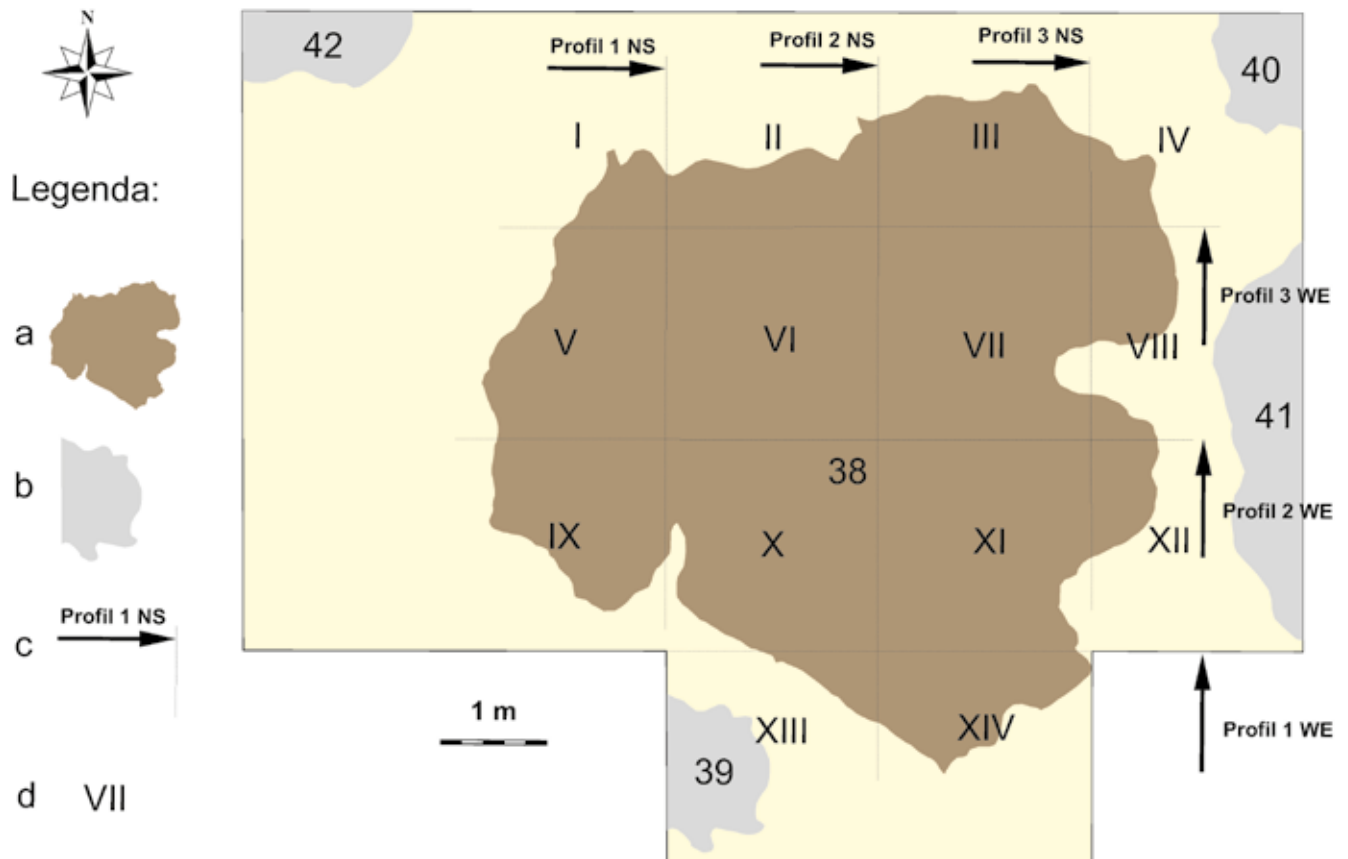 N
42
Profil 1 NS
Profil 2 NS
Profil 3 NS
40
I
II
III
IV
Legenda:
a
V
VI
VII
VIII
Profil 3 WE
41
b
38
IX
X
XI
XII
Profil 2 WE
Profil 1 NS
c
1 m
XIII
XIV
Profil 1 WE
39
d VII